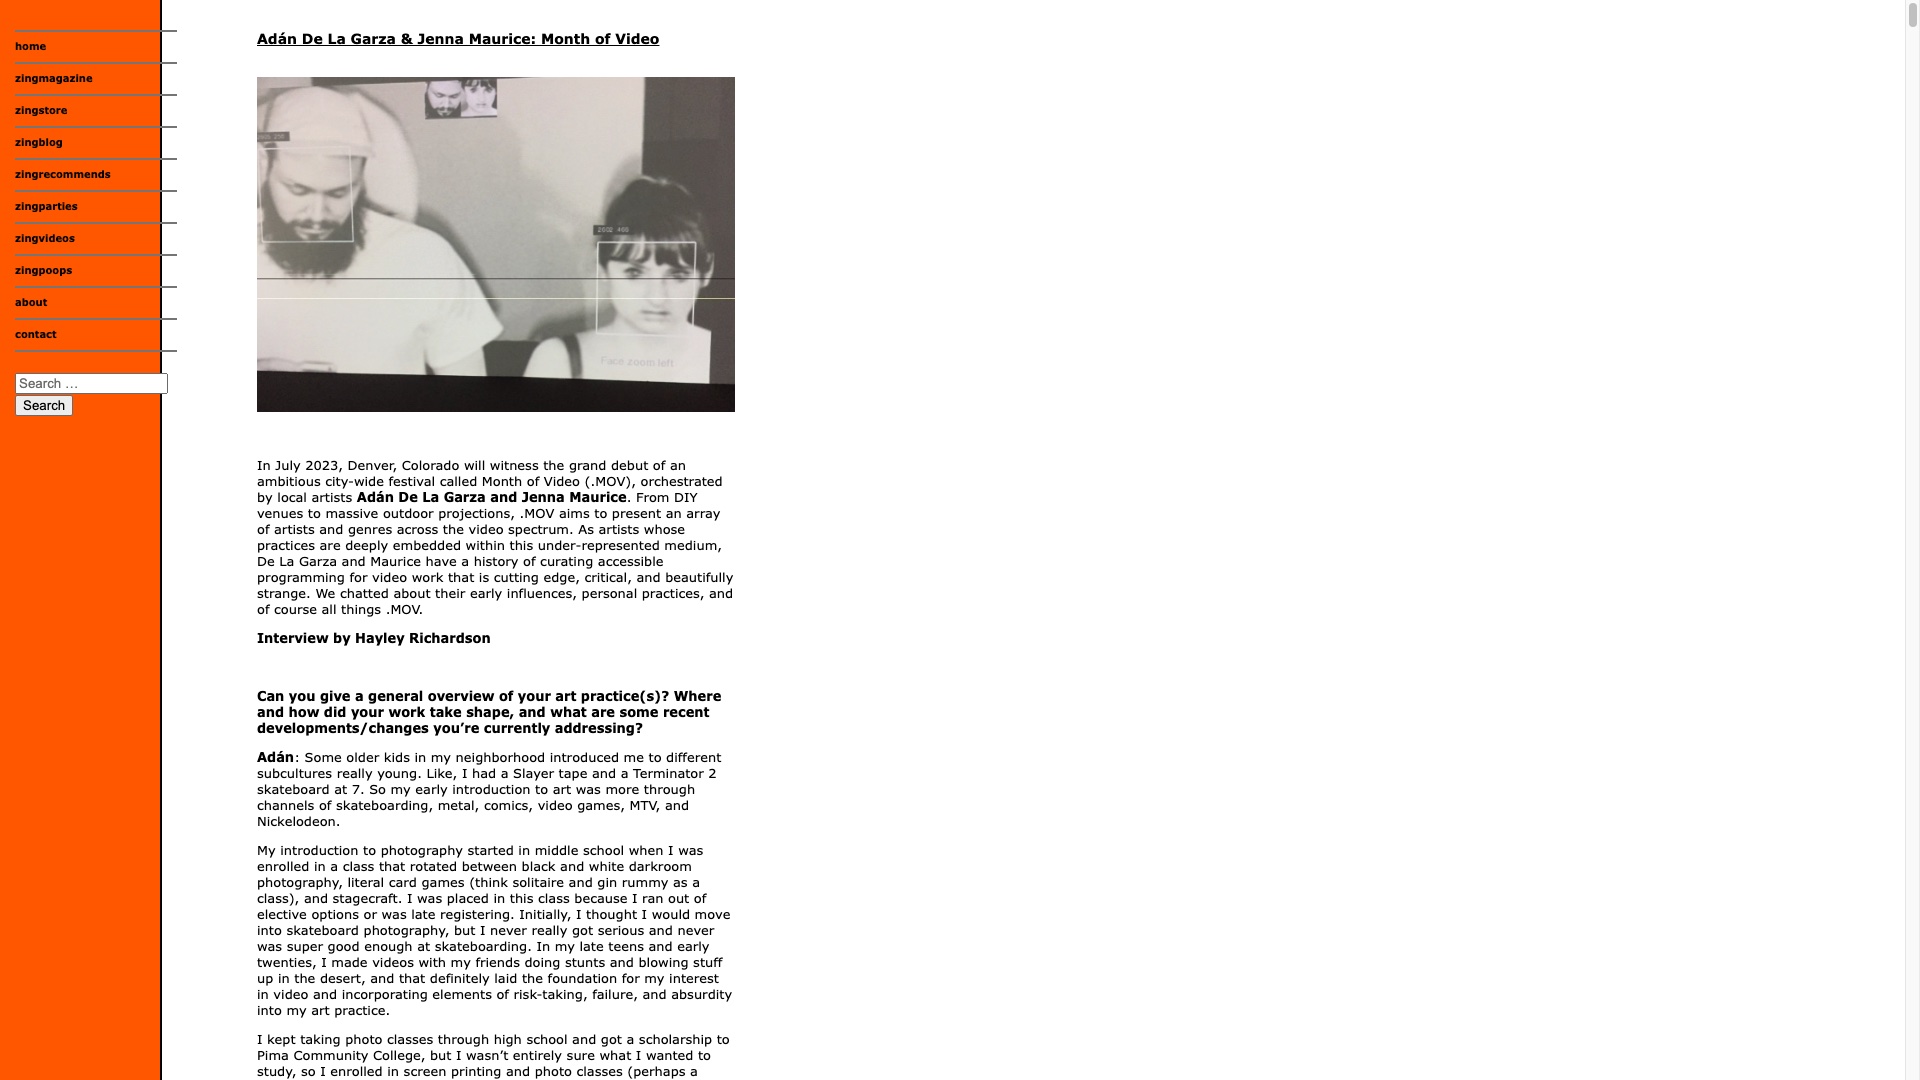 home
zingmagazine
zingstore
zingblog
zingrecommends
zingparties
zingvideos
zingpoops
about
contact
Search …
Search
Adán De La Garza & Jenna Maurice: Month of Video
2602 469
Face zoom left
In July 2023, Denver, Colorado will witness the grand debut of an
ambitious city-wide festival called Month of Video (.MOV), orchestrated
by local artists Adán De La Garza and Jenna Maurice. From DIY
venues to massive outdoor projections, .MOV aims to present an array
of artists and genres across the video spectrum. As artists whose
practices are deeply embedded within this under-represented medium,
De La Garza and Maurice have a history of curating accessible
programming for video work that is cutting edge, critical, and beautifully
strange. We chatted about their early influences, personal practices, and
of course all things .MOV.
Interview by Hayley Richardson
Can you give a general overview of your art practice(s)? Where
and how did your work take shape, and what are some recent
developments/changes you’re currently addressing?
Adán: Some older kids in my neighborhood introduced me to different
subcultures really young. Like, I had a Slayer tape and a Terminator 2
skateboard at 7. So my early introduction to art was more through
channels of skateboarding, metal, comics, video games, MTV, and
Nickelodeon.
My introduction to photography started in middle school when I was
enrolled in a class that rotated between black and white darkroom
photography, literal card games (think solitaire and gin rummy as a
class), and stagecraft. I was placed in this class because I ran out of
elective options or was late registering. Initially, I thought I would move
into skateboard photography, but I never really got serious and never
was super good enough at skateboarding. In my late teens and early
twenties, I made videos with my friends doing stunts and blowing stuff
up in the desert, and that definitely laid the foundation for my interest
in video and incorporating elements of risk-taking, failure, and absurdity
into my art practice.
I kept taking photo classes through high school and got a scholarship to
Pima Community College, but I wasn’t entirely sure what I wanted to
study, so I enrolled in screen printing and photo classes (perhaps a